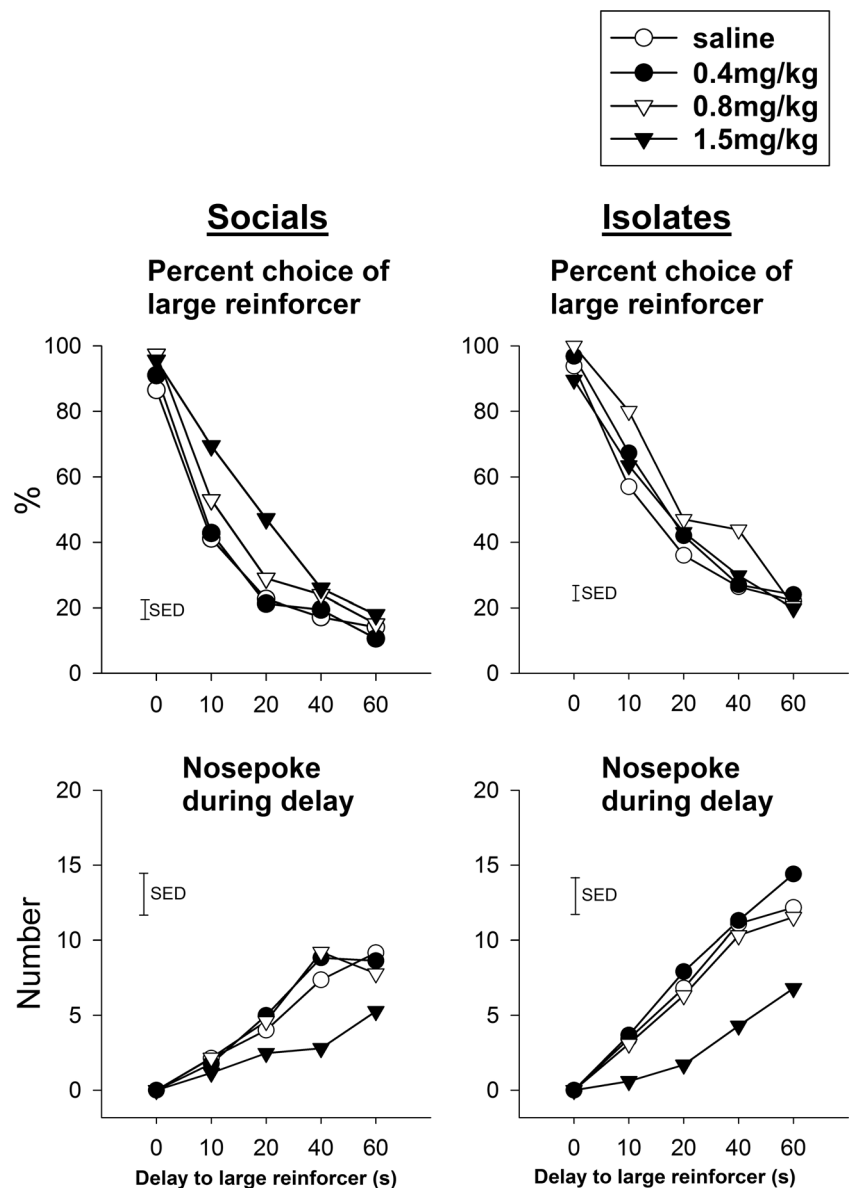 saline
0.4mg/kg
0.8mg/kg
1.5mg/kg
Socials
Isolates
Percent choice of
large reinforcer
Percent choice of
large reinforcer
%
100
80
60
40
20
0
SED
0 10 20 40 60
100
80
60
40
20
0
SED
0 10 20 40 60
Nosepoke
during delay
Nosepoke
during delay
Number
20
15
10
5
0
SED
0 10 20 40 60
Delay to large reinforcer (s)
20
15
10
5
0
SED
0 10 20 40 60
Delay to large reinforcer (s)